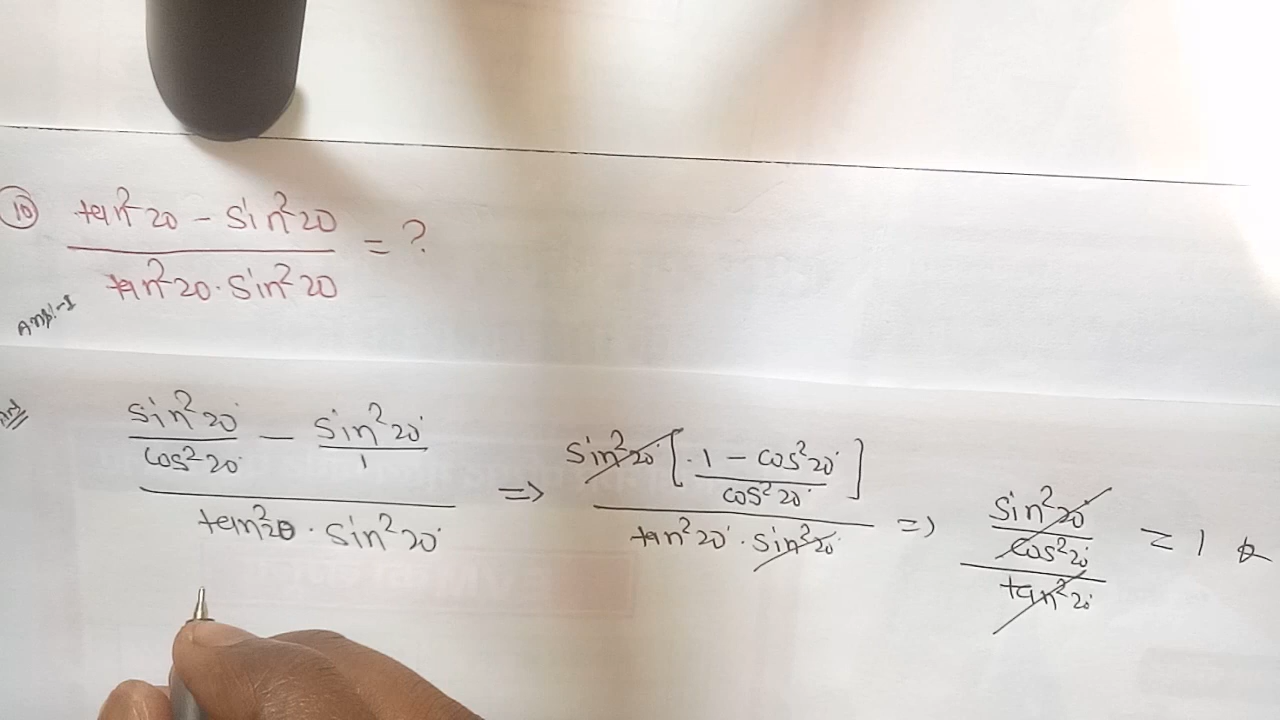 ⑩ tan²20 - sin²20 / tan²20 · sin²20 = ?
Ans:-1
sin²20° / cos²20° - sin²20° / 1 / tan²20 · sin²20° => sin²20° [1 - cos²20° / cos²20°] / tan²20° · sin²20° => sin²20° / cos²20° / tan²20° = 1